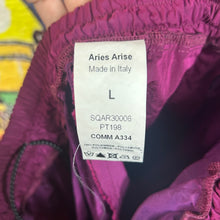 Aries Arise
Made in Italy
L
SQAR30006
PT198
COMM A334